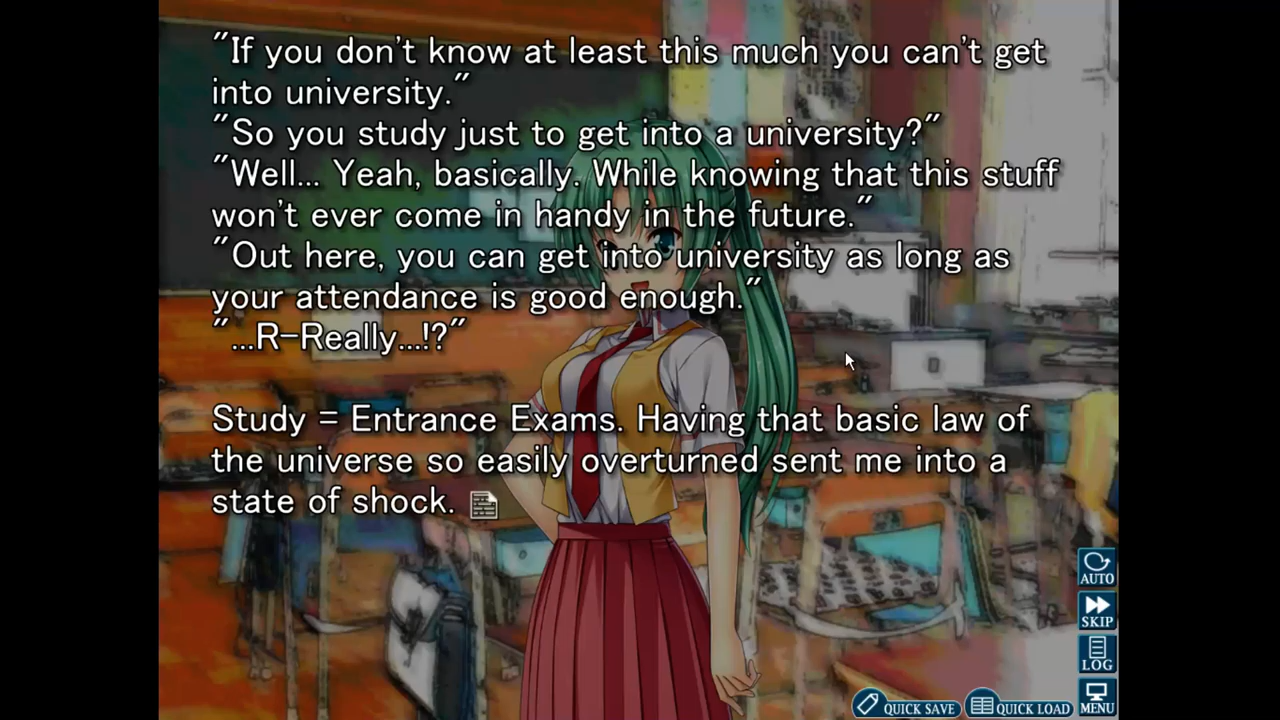 "If you don't know at least this much you can't get
into university."
"So you study just to get into a university?"
"Well... Yeah, basically. While knowing that this stuff
won't ever come in handy in the future."
"Out here, you can get into university as long as
your attendance is good enough."
"...R-Really...!?"
Study = Entrance Exams. Having that basic law of
the universe so easily overturned sent me into a
state of shock.
AUTO
SKIP
LOG
MENU
QUICK SAVE
QUICK LOAD